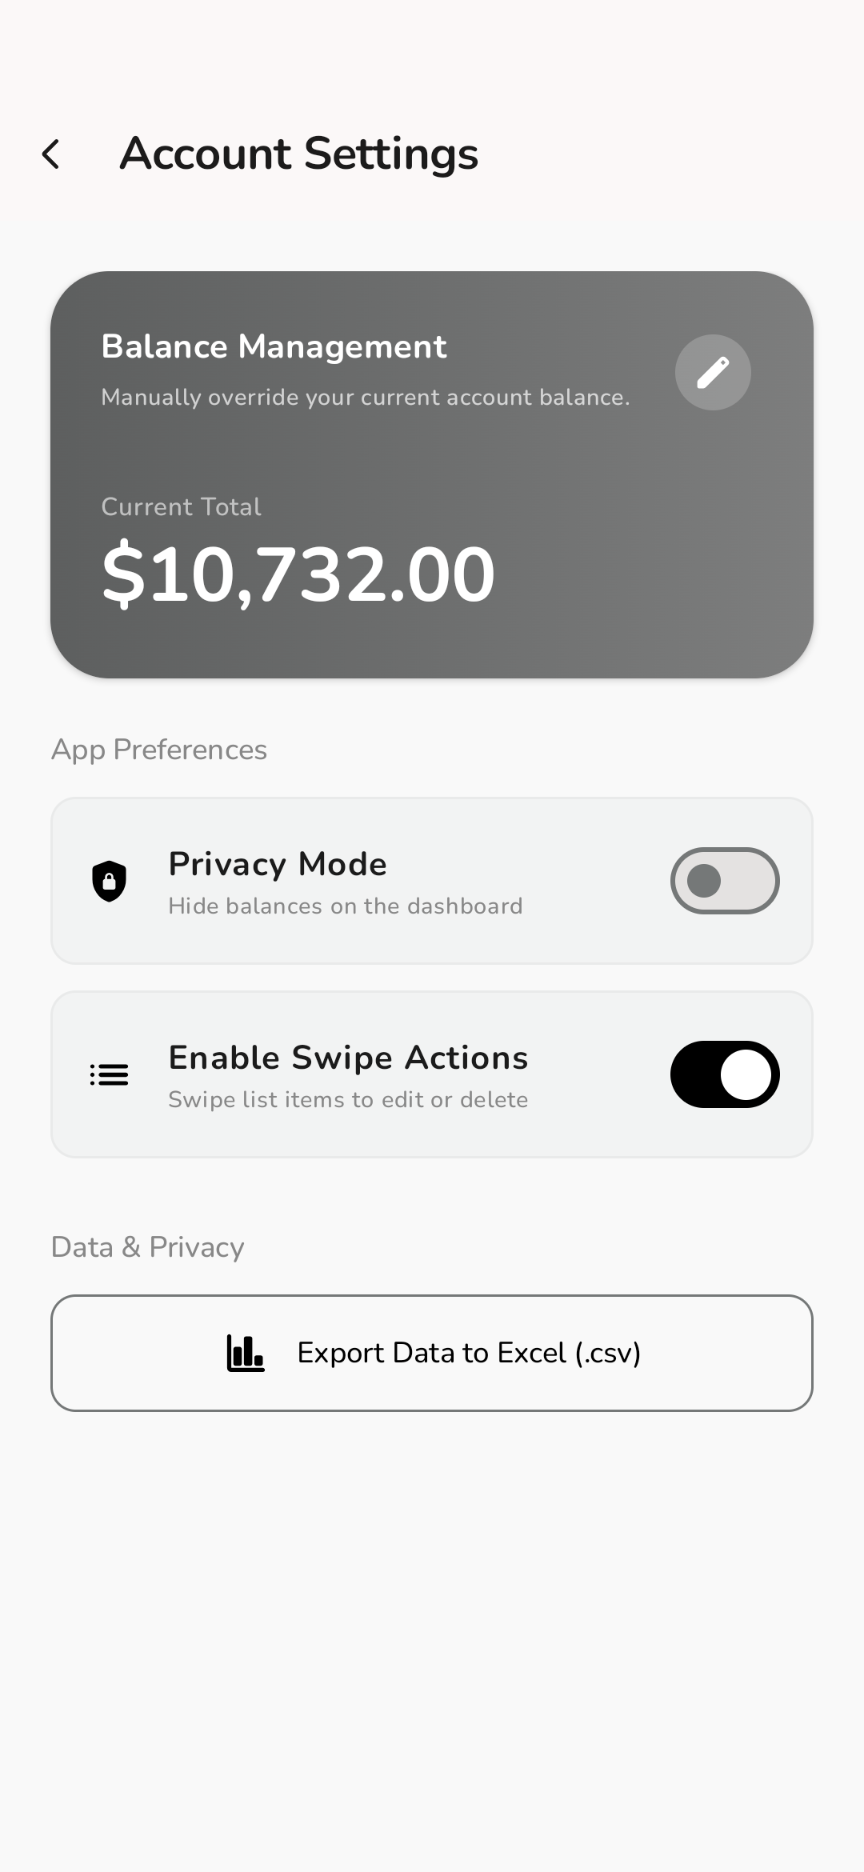 Account Settings
Balance Management
Manually override your current account balance.
Current Total
$10,732.00
App Preferences
Privacy Mode
Hide balances on the dashboard
Enable Swipe Actions
Swipe list items to edit or delete
Data & Privacy
Export Data to Excel (.csv)